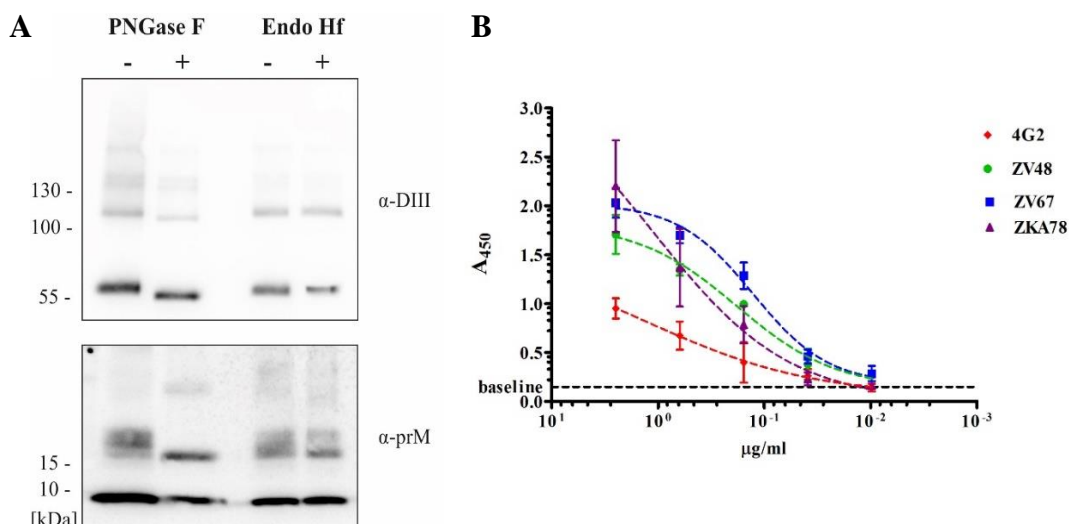 A
PNGase F Endo Hf
- + - +
130 -
100 -
55 -
α-DIII
15 -
10 -
[kDa]
α-prM
B
3.0
2.5
2.0
1.5
1.0
0.5
baseline
0.0
A450
10¹ 10⁰ 10⁻¹ 10⁻² 10⁻³
µg/ml
4G2
ZV48
ZV67
ZKA78